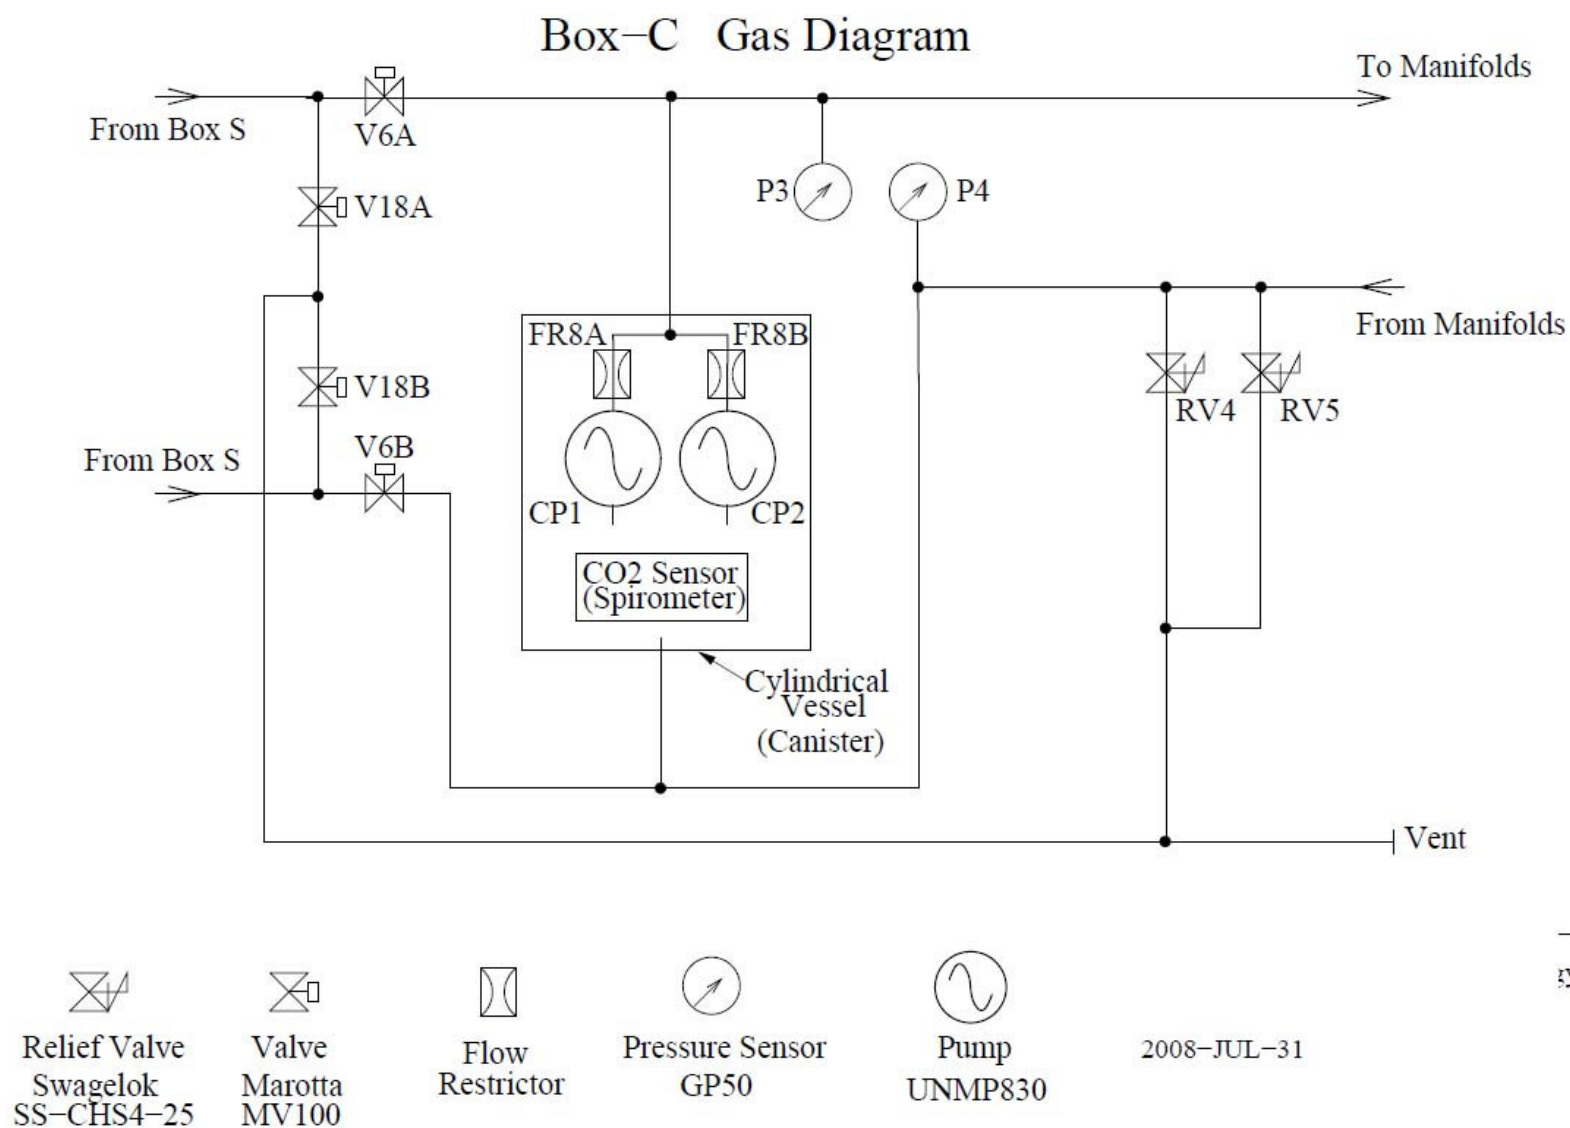 Box−C Gas Diagram
To Manifolds
From Box S
V6A
P3
P4
V18A
From Manifolds
FR8A
FR8B
V18B
RV4
RV5
V6B
From Box S
CP1
CP2
CO2 Sensor
(Spirometer)
Cylindrical
Vessel
(Canister)
Vent
Relief Valve
Swagelok
SS−CHS4−25
Valve
Marotta
MV100
Flow
Restrictor
Pressure Sensor
GP50
Pump
UNMP830
2008−JUL−31